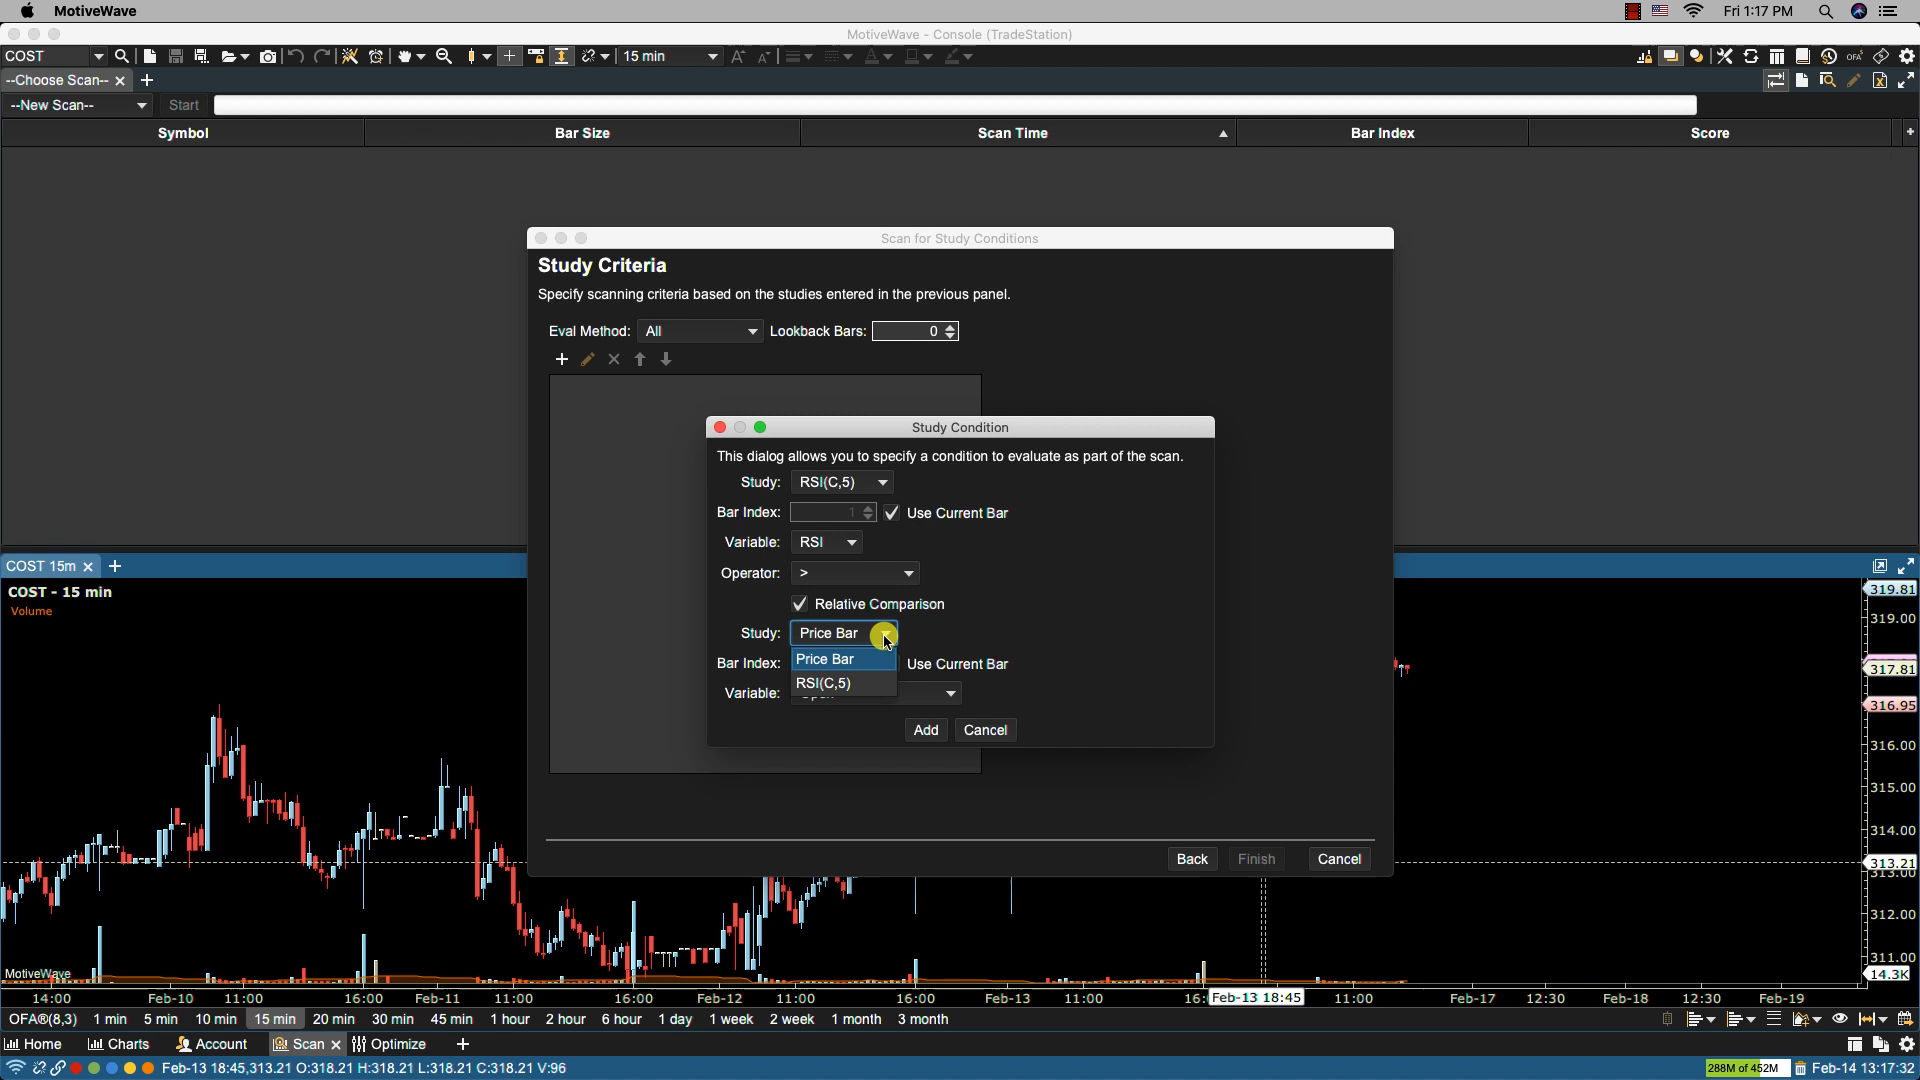 MotiveWave Fri 1:17 PM
MotiveWave - Console (TradeStation)
COST 15 min
--Choose Scan--
--New Scan-- Start
Symbol Bar Size Scan Time Bar Index Score
Scan for Study Conditions
Study Criteria
Specify scanning criteria based on the studies entered in the previous panel.
Eval Method: All Lookback Bars: 0
Study Condition
This dialog allows you to specify a condition to evaluate as part of the scan.
Study: RSI(C,5)
Bar Index: 1 Use Current Bar
Variable: RSI
Operator: >
Relative Comparison
Study: Price Bar
Price Bar
Bar Index: Use Current Bar
RSI(C,5)
Variable:
Add Cancel
Back Finish Cancel
COST 15m
COST - 15 min
Volume
319.81
319.00
317.81
316.95
316.00
315.00
314.00
313.21
313.00
312.00
311.00
14.3K
MotiveWave
14:00 Feb-10 11:00 16:00 Feb-11 11:00 16:00 Feb-12 11:00 16:00 Feb-13 11:00 Feb-13 18:45 11:00 Feb-17 12:30 Feb-18 12:30 Feb-19
OFA®(8,3) 1 min 5 min 10 min 15 min 20 min 30 min 45 min 1 hour 2 hour 6 hour 1 day 1 week 2 week 1 month 3 month
Home Charts Account Scan Optimize
Feb-13 18:45,313.21 O:318.21 H:318.21 L:318.21 C:318.21 V:96 288M of 452M Feb-14 13:17:32